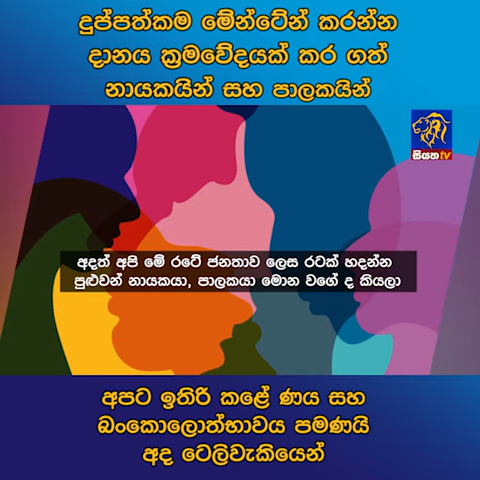 දුප්පත්කම මේන්ටේන් කරන්න
දානය ක්‍රමවේදයක් කර ගත්
නායකයින් සහ පාලකයින්
සියත tv
අදත් අපි මේ රටේ ජනතාව ලෙස රටක් හදන්න
පුළුවන් නායකයා, පාලකයා මොන වගේ ද කියලා
අපට ඉතිරි කළේ ණය සහ
බංකොලොත්භාවය පමණයි
අද ටෙලිවැකියෙන්